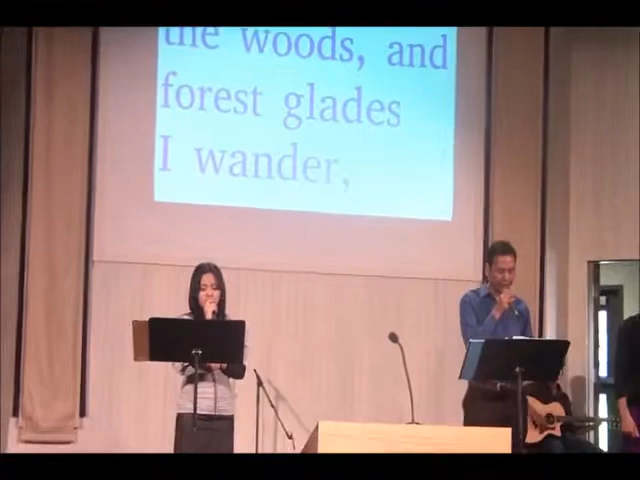 the woods, and
forest glades
I wander,